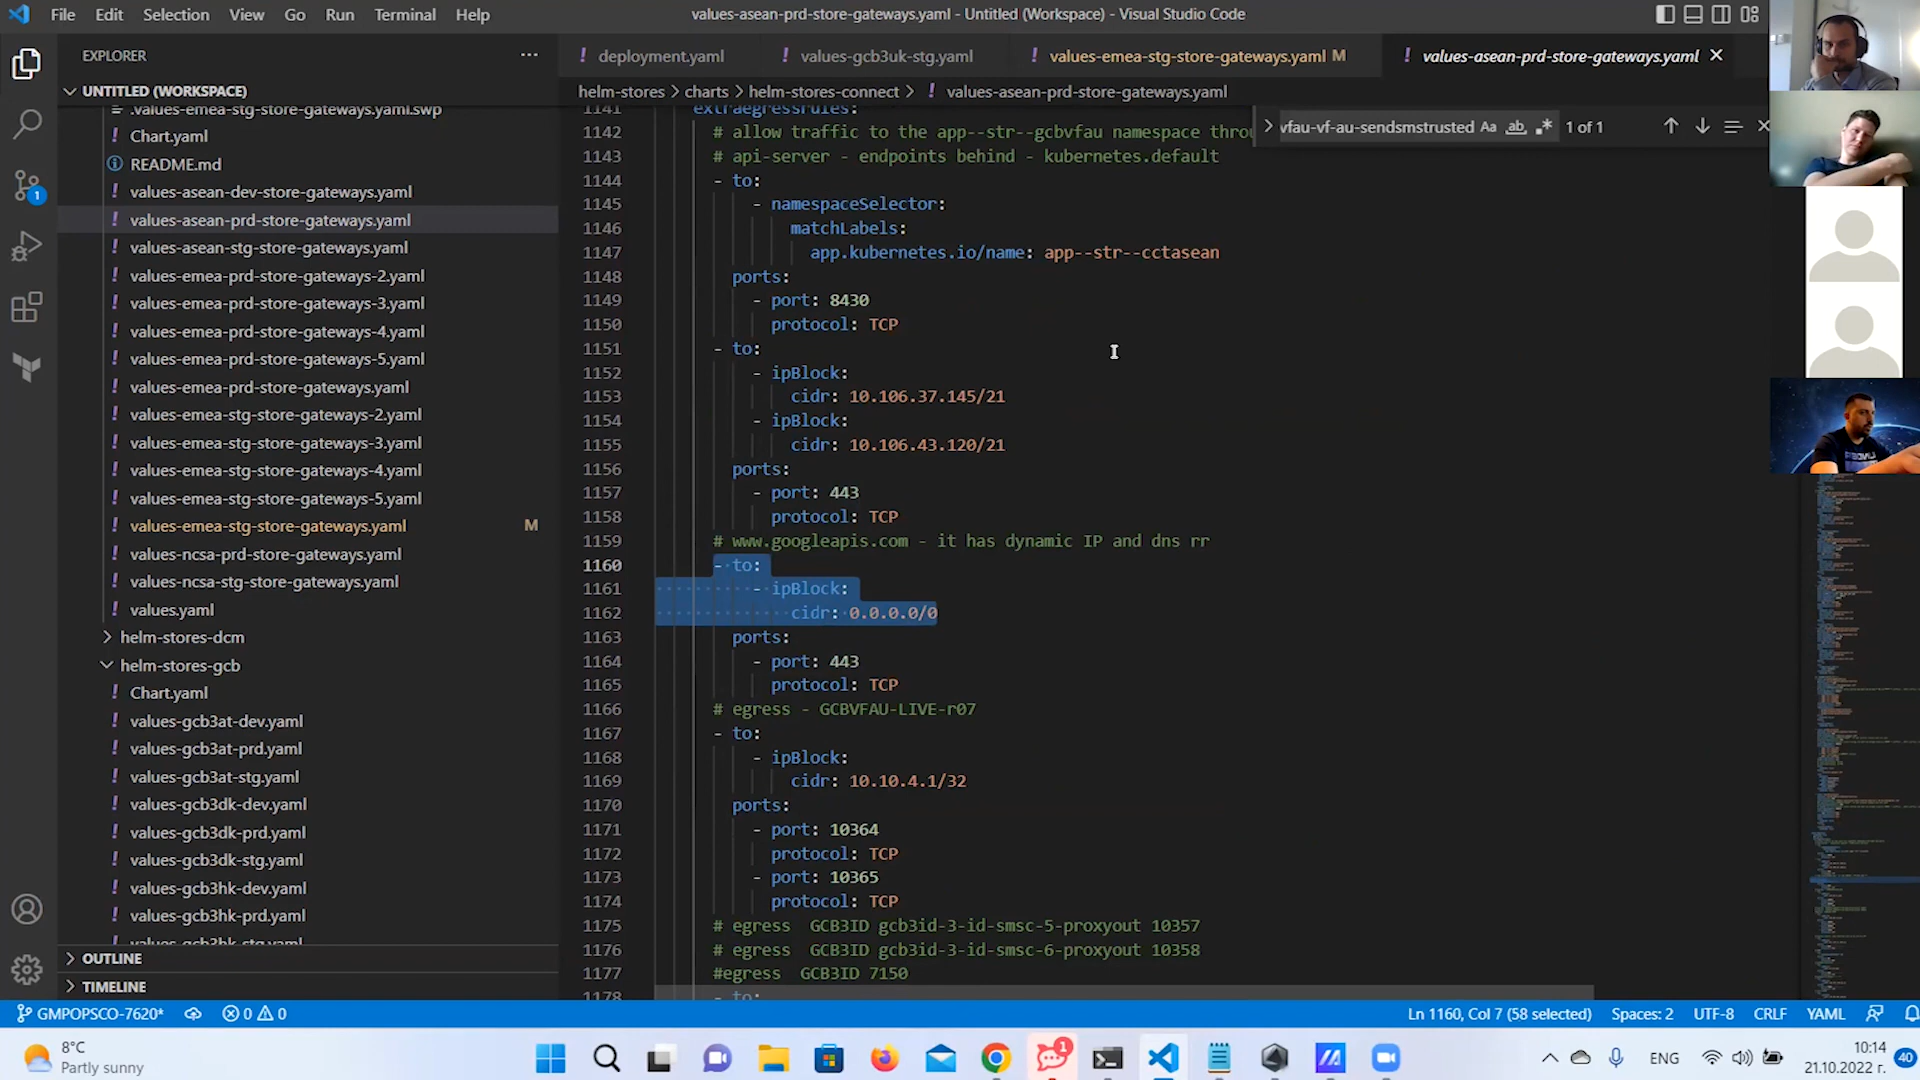 File Edit Selection View Go Run Terminal Help
values-asean-prd-store-gateways.yaml - Untitled (Workspace) - Visual Studio Code
EXPLORER
UNTITLED (WORKSPACE)
.values-emea-stg-store-gateways.yaml.swp
Chart.yaml
README.md
values-asean-dev-store-gateways.yaml
values-asean-prd-store-gateways.yaml
values-asean-stg-store-gateways.yaml
values-emea-prd-store-gateways-2.yaml
values-emea-prd-store-gateways-3.yaml
values-emea-prd-store-gateways-4.yaml
values-emea-prd-store-gateways-5.yaml
values-emea-prd-store-gateways.yaml
values-emea-stg-store-gateways-2.yaml
values-emea-stg-store-gateways-3.yaml
values-emea-stg-store-gateways-4.yaml
values-emea-stg-store-gateways-5.yaml
values-emea-stg-store-gateways.yaml M
values-ncsa-prd-store-gateways.yaml
values-ncsa-stg-store-gateways.yaml
values.yaml
helm-stores-dcm
helm-stores-gcb
Chart.yaml
values-gcb3at-dev.yaml
values-gcb3at-prd.yaml
values-gcb3at-stg.yaml
values-gcb3dk-dev.yaml
values-gcb3dk-prd.yaml
values-gcb3dk-stg.yaml
values-gcb3hk-dev.yaml
values-gcb3hk-prd.yaml
values-gcb3hk-stg.yaml
OUTLINE
TIMELINE
deployment.yaml values-gcb3uk-stg.yaml values-emea-stg-store-gateways.yaml M values-asean-prd-store-gateways.yaml
helm-stores > charts > helm-stores-connect > values-asean-prd-store-gateways.yaml
vfau-vf-au-sendsmstrusted Aa ab 1 of 1
1141 extraegressrules:
1142 # allow traffic to the app--str--gcbvfau namespace throu
1143 # api-server - endpoints behind - kubernetes.default
1144 - to:
1145 - namespaceSelector:
1146 matchLabels:
1147 app.kubernetes.io/name: app--str--cctasean
1148 ports:
1149 - port: 8430
1150 protocol: TCP
1151 - to:
1152 - ipBlock:
1153 cidr: 10.106.37.145/21
1154 - ipBlock:
1155 cidr: 10.106.43.120/21
1156 ports:
1157 - port: 443
1158 protocol: TCP
1159 # www.googleapis.com - it has dynamic IP and dns rr
1160 - to:
1161 - ipBlock:
1162 cidr: 0.0.0.0/0
1163 ports:
1164 - port: 443
1165 protocol: TCP
1166 # egress - GCBVFAU-LIVE-r07
1167 - to:
1168 - ipBlock:
1169 cidr: 10.10.4.1/32
1170 ports:
1171 - port: 10364
1172 protocol: TCP
1173 - port: 10365
1174 protocol: TCP
1175 # egress GCB3ID gcb3id-3-id-smsc-5-proxyout 10357
1176 # egress GCB3ID gcb3id-3-id-smsc-6-proxyout 10358
1177 #egress GCB3ID 7150
1178 - to:
GMPOPSCO-7620* 0 0 Ln 1160, Col 7 (58 selected) Spaces: 2 UTF-8 CRLF YAML
8°C
Partly sunny
ENG
10:14
21.10.2022 г.
40